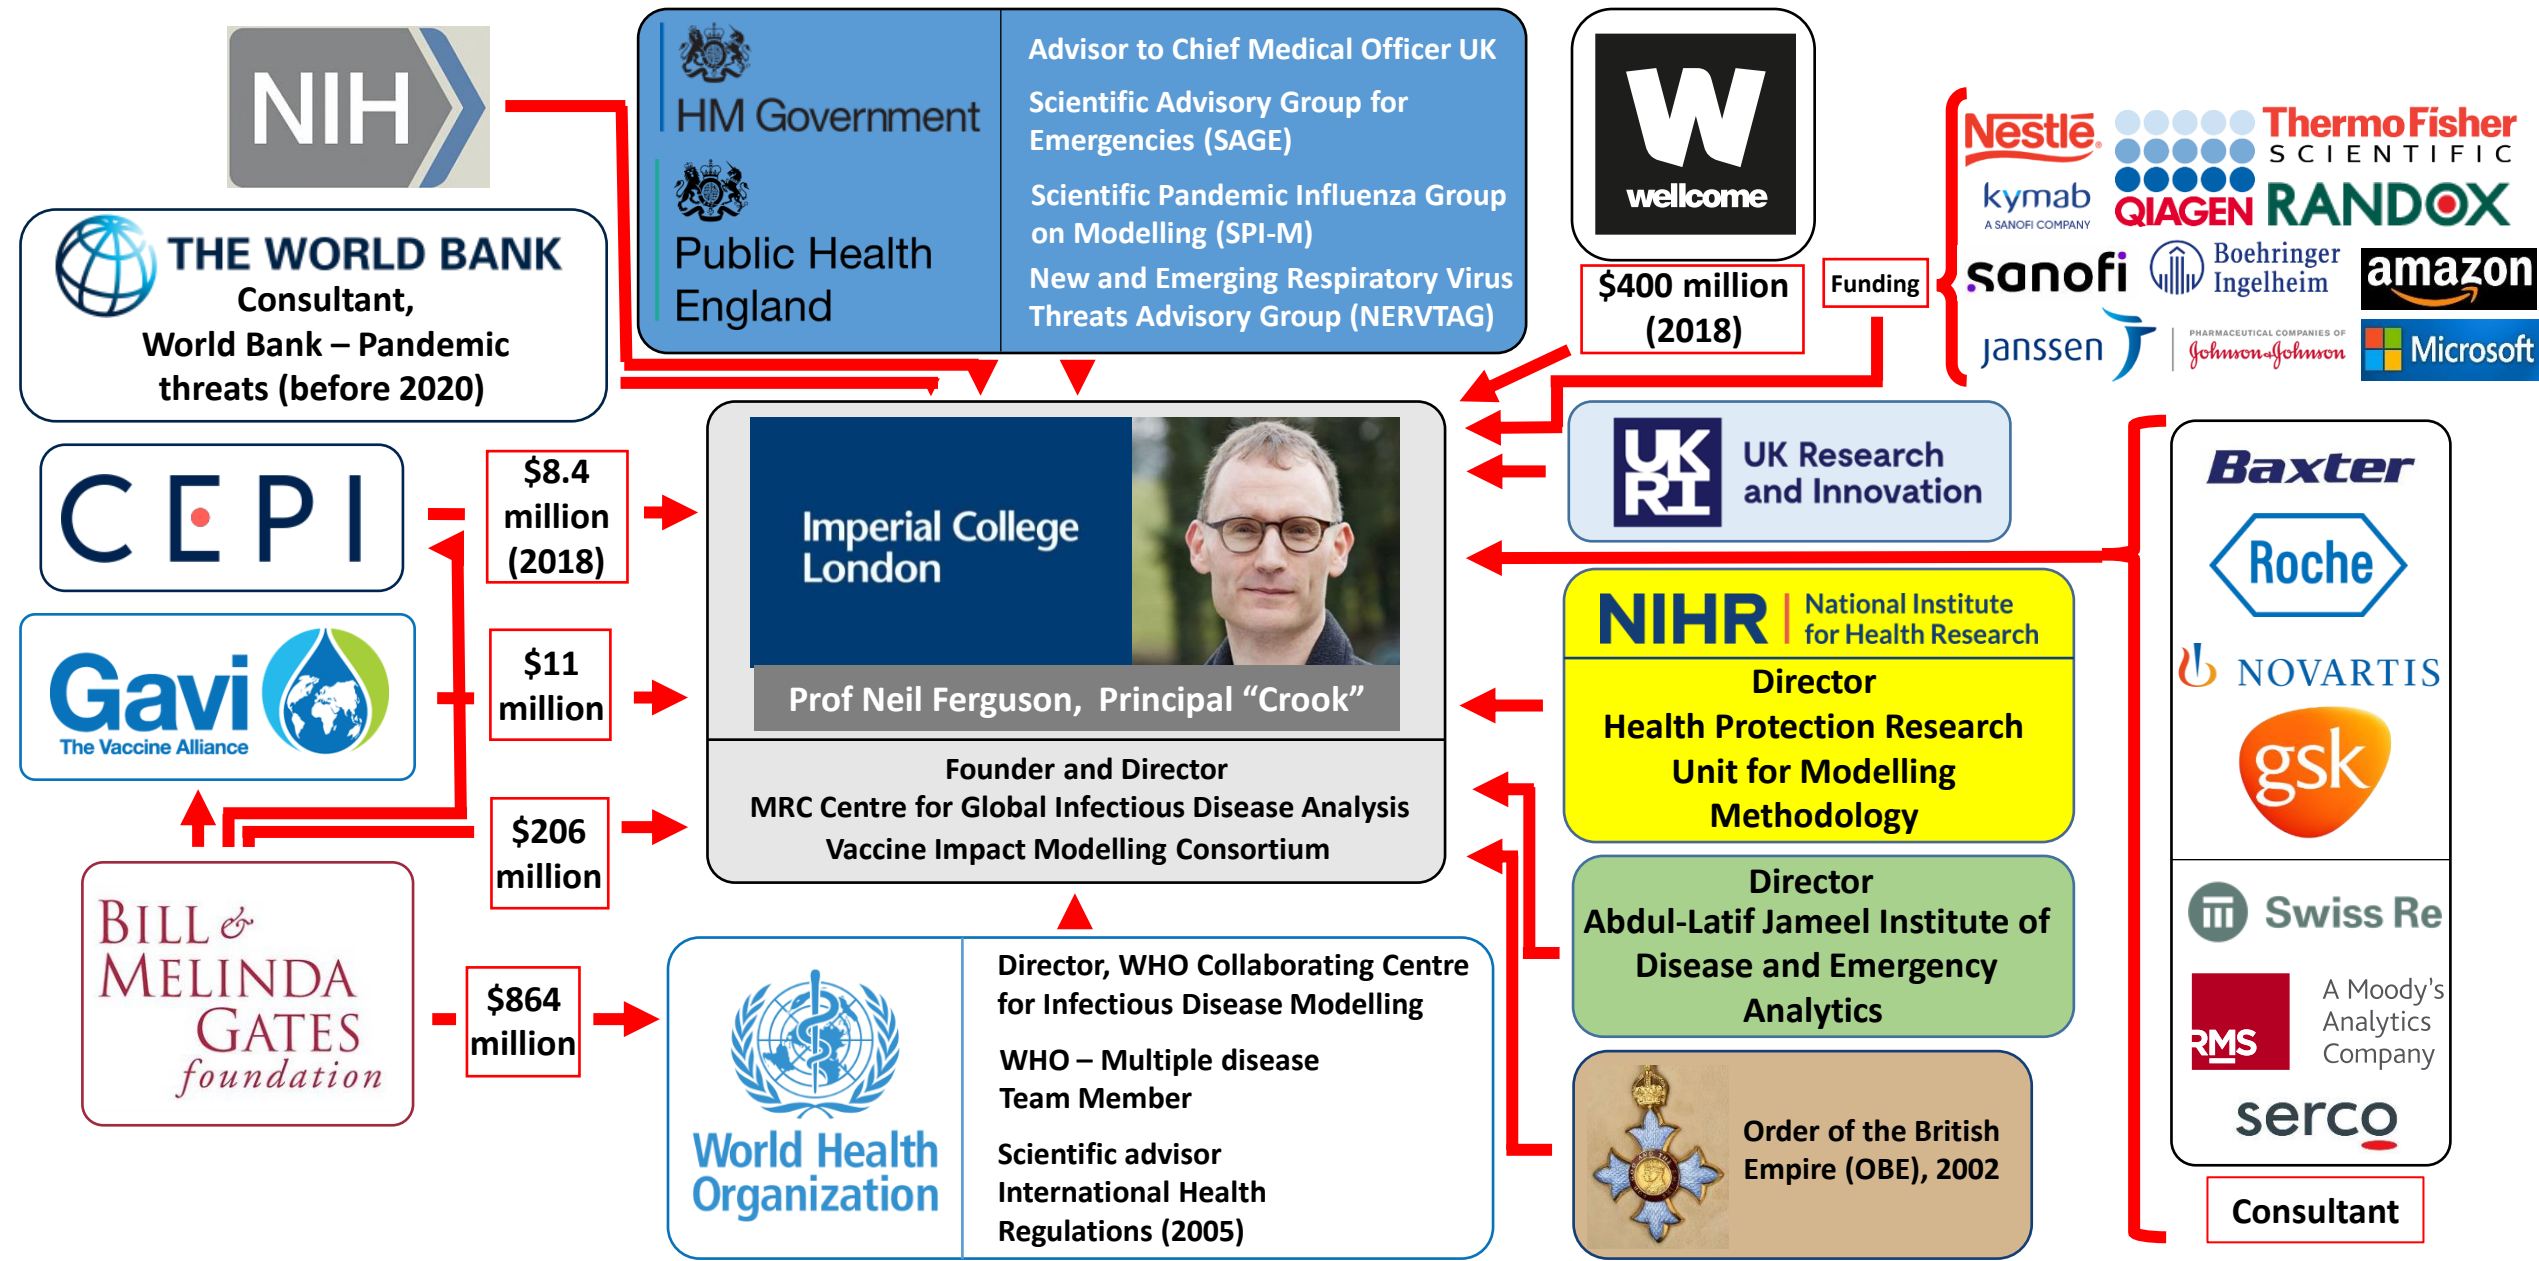 NIH
HM Government
Public Health
England
Advisor to Chief Medical Officer UK
Scientific Advisory Group for
Emergencies (SAGE)
Scientific Pandemic Influenza Group
on Modelling (SPI-M)
New and Emerging Respiratory Virus
Threats Advisory Group (NERVTAG)
W
wellcome
$400 million
(2018)
Funding
Nestlé
QIAGEN
ThermoFisher
SCIENTIFIC
kymab
A SANOFI COMPANY
RANDOX
sanofi
Boehringer
Ingelheim
amazon
Janssen
PHARMACEUTICAL COMPANIES OF
Johnson & Johnson
Microsoft
THE WORLD BANK
Consultant,
World Bank – Pandemic
threats (before 2020)
CEPI
$8.4
million
(2018)
Gavi
The Vaccine Alliance
$11
million
$206
million
BILL &
MELINDA
GATES
foundation
$864
million
Imperial College
London
Prof Neil Ferguson, Principal “Crook”
Founder and Director
MRC Centre for Global Infectious Disease Analysis
Vaccine Impact Modelling Consortium
World Health
Organization
Director, WHO Collaborating Centre
for Infectious Disease Modelling
WHO – Multiple disease
Team Member
Scientific advisor
International Health
Regulations (2005)
UK
RI
UK Research
and Innovation
NIHR
National Institute
for Health Research
Director
Health Protection Research
Unit for Modelling
Methodology
Director
Abdul-Latif Jameel Institute of
Disease and Emergency
Analytics
Order of the British
Empire (OBE), 2002
Baxter
Roche
NOVARTIS
gsk
Swiss Re
RMS
A Moody's
Analytics
Company
serco
Consultant